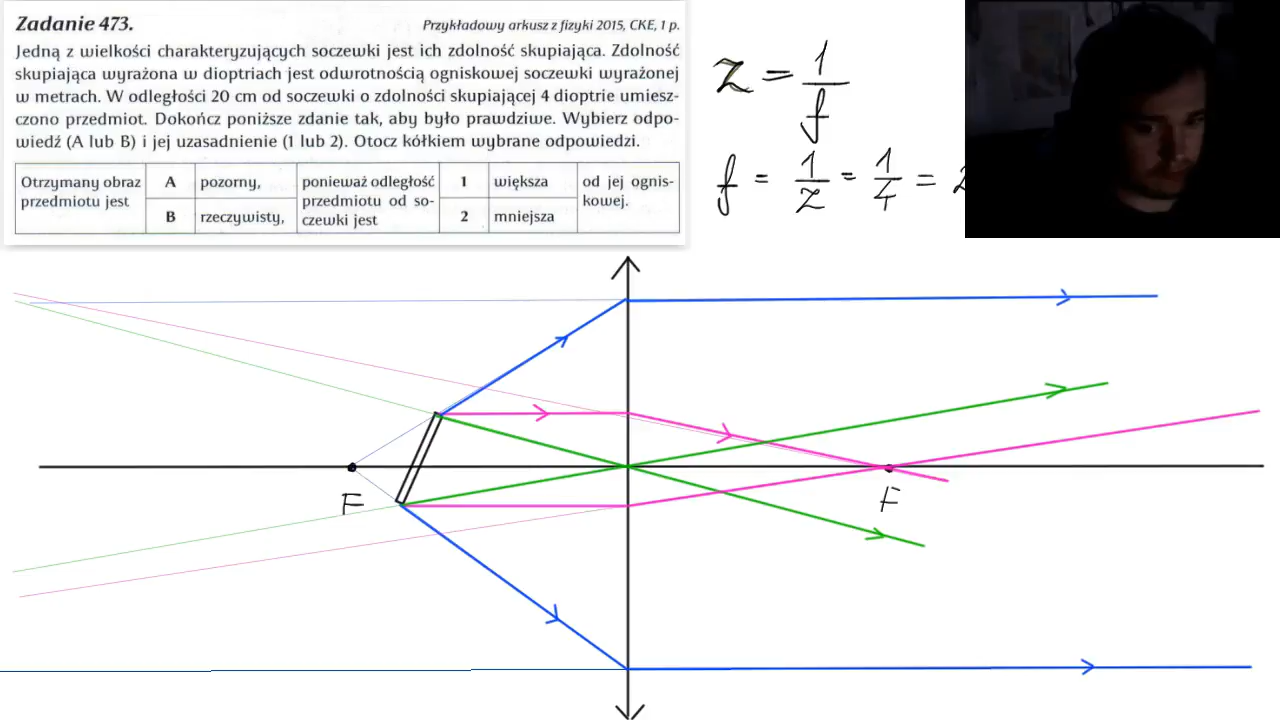 Zadanie 473.
Przykładowy arkusz z fizyki 2015, CKE, 1 p.
Jedną z wielkości charakteryzujących soczewki jest ich zdolność skupiająca. Zdolność
skupiająca wyrażona w dioptriach jest odwrotnością ogniskowej soczewki wyrażonej
w metrach. W odległości 20 cm od soczewki o zdolności skupiającej 4 dioptrie umiesz-
czono przedmiot. Dokończ poniższe zdanie tak, aby było prawdziwe. Wybierz odpo-
wiedź (A lub B) i jej uzasadnienie (1 lub 2). Otocz kółkiem wybrane odpowiedzi.
Otrzymany obraz
przedmiotu jest
A
pozorny,
B
rzeczywisty,
ponieważ odległość
przedmiotu od so-
czewki jest
1
większa
2
mniejsza
od jej ognis-
kowej.
Z = 1/f
f = 1/Z = 1/4 =
F
F